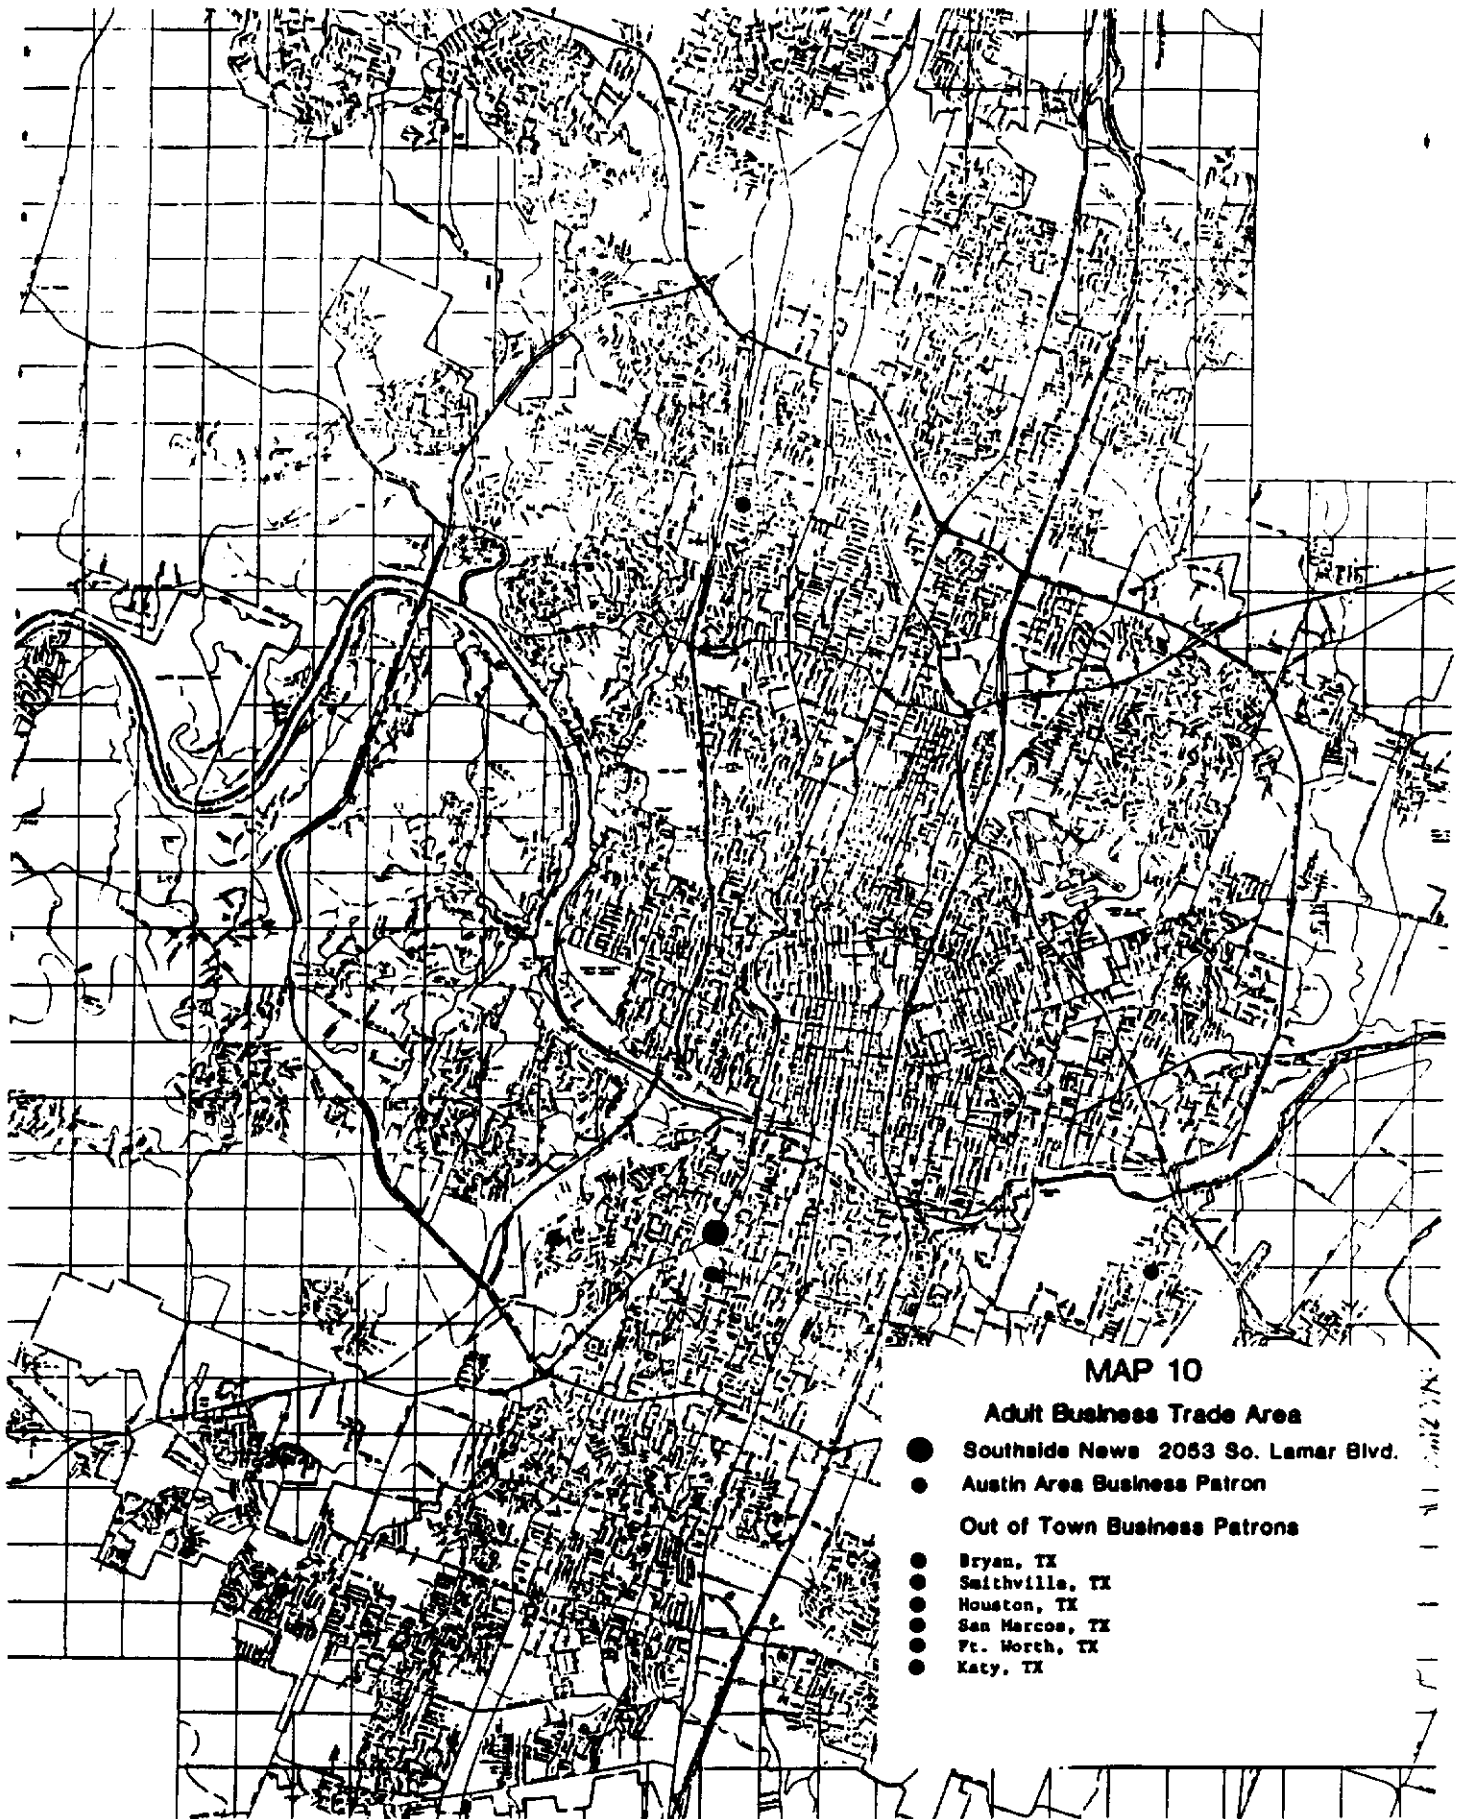 MAP 10
Adult Business Trade Area
Southside News 2053 So. Lamar Blvd.
Austin Area Business Patron
Out of Town Business Patrons
Bryan, TX
Smithville, TX
Houston, TX
San Marcos, TX
Ft. Worth, TX
Katy, TX